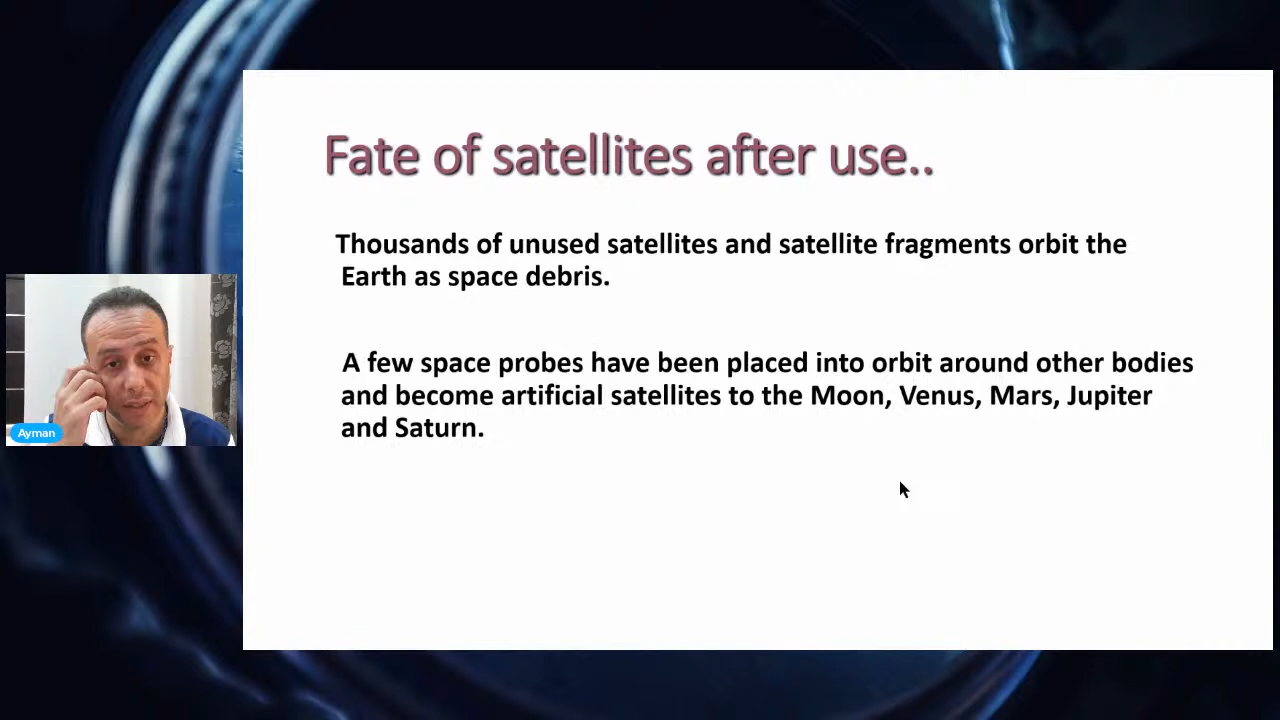 Fate of satellites after use..
Thousands of unused satellites and satellite fragments orbit the
Earth as space debris.
A few space probes have been placed into orbit around other bodies
and become artificial satellites to the Moon, Venus, Mars, Jupiter
and Saturn.
Ayman